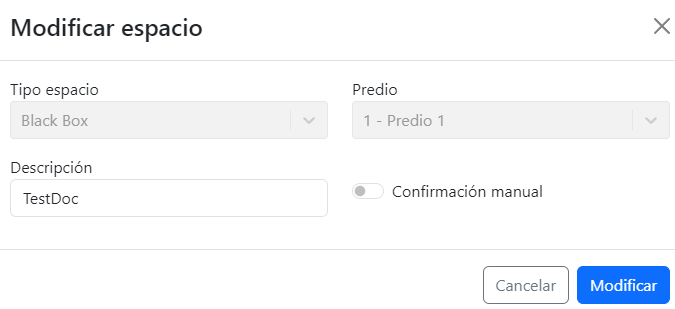 Modificar espacio
Tipo espacio
Predio
Black Box
1 - Predio 1
Descripción
TestDoc
Confirmación manual
Cancelar
Modificar